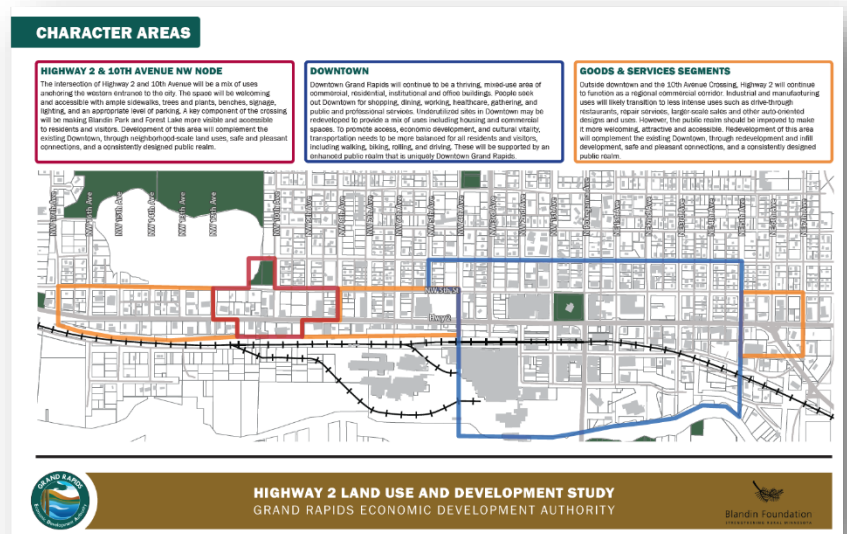 CHARACTER AREAS
HIGHWAY 2 & 10TH AVENUE NW NODE
The intersection of Highway 2 and 10th Avenue will be a mix of uses
anchoring the western entrance to the city. The space will be welcoming
and accessible with ample sidewalks, trees and plants, benches, signage,
lighting, and an appropriate level of parking. A key component of the crossing
will be making Blandin Park and Forest Lake more visible and accessible
to residents and visitors. Development of this area will complement the
existing Downtown, through neighborhood-scale land uses, safe and pleasant
connections, and a consistently designed public realm.
DOWNTOWN
Downtown Grand Rapids will continue to be a thriving, mixed-use area of
commercial, residential, institutional and office buildings. People seek
out Downtown for shopping, dining, working, healthcare, gathering, and
public and professional services. Underutilized sites in Downtown may be
redeveloped to provide a mix of uses including housing and commercial
spaces. To promote access, economic development, and cultural vitality,
transportation needs to be more balanced for all residents and visitors,
including walking, biking, rolling, and driving. These will be supported by an
enhanced public realm that is uniquely Downtown Grand Rapids.
GOODS & SERVICES SEGMENTS
Outside downtown and the 10th Avenue Crossing, Highway 2 will continue
to function as a regional commercial corridor. Industrial and manufacturing
uses will likely transition to less intense uses such as drive-through
restaurants, repair services, larger-scale sales and other auto-oriented
designs and uses. However, the public realm should be improved to make
it more welcoming, attractive and accessible. Redevelopment of this area
will complement the existing Downtown, through redevelopment and infill
development, safe and pleasant connections, and a consistently designed
public realm.
Hwy 2
GRAND RAPIDS
Economic Development Authority
HIGHWAY 2 LAND USE AND DEVELOPMENT STUDY
GRAND RAPIDS ECONOMIC DEVELOPMENT AUTHORITY
Blandin Foundation
STRENGTHENING RURAL MINNESOTA